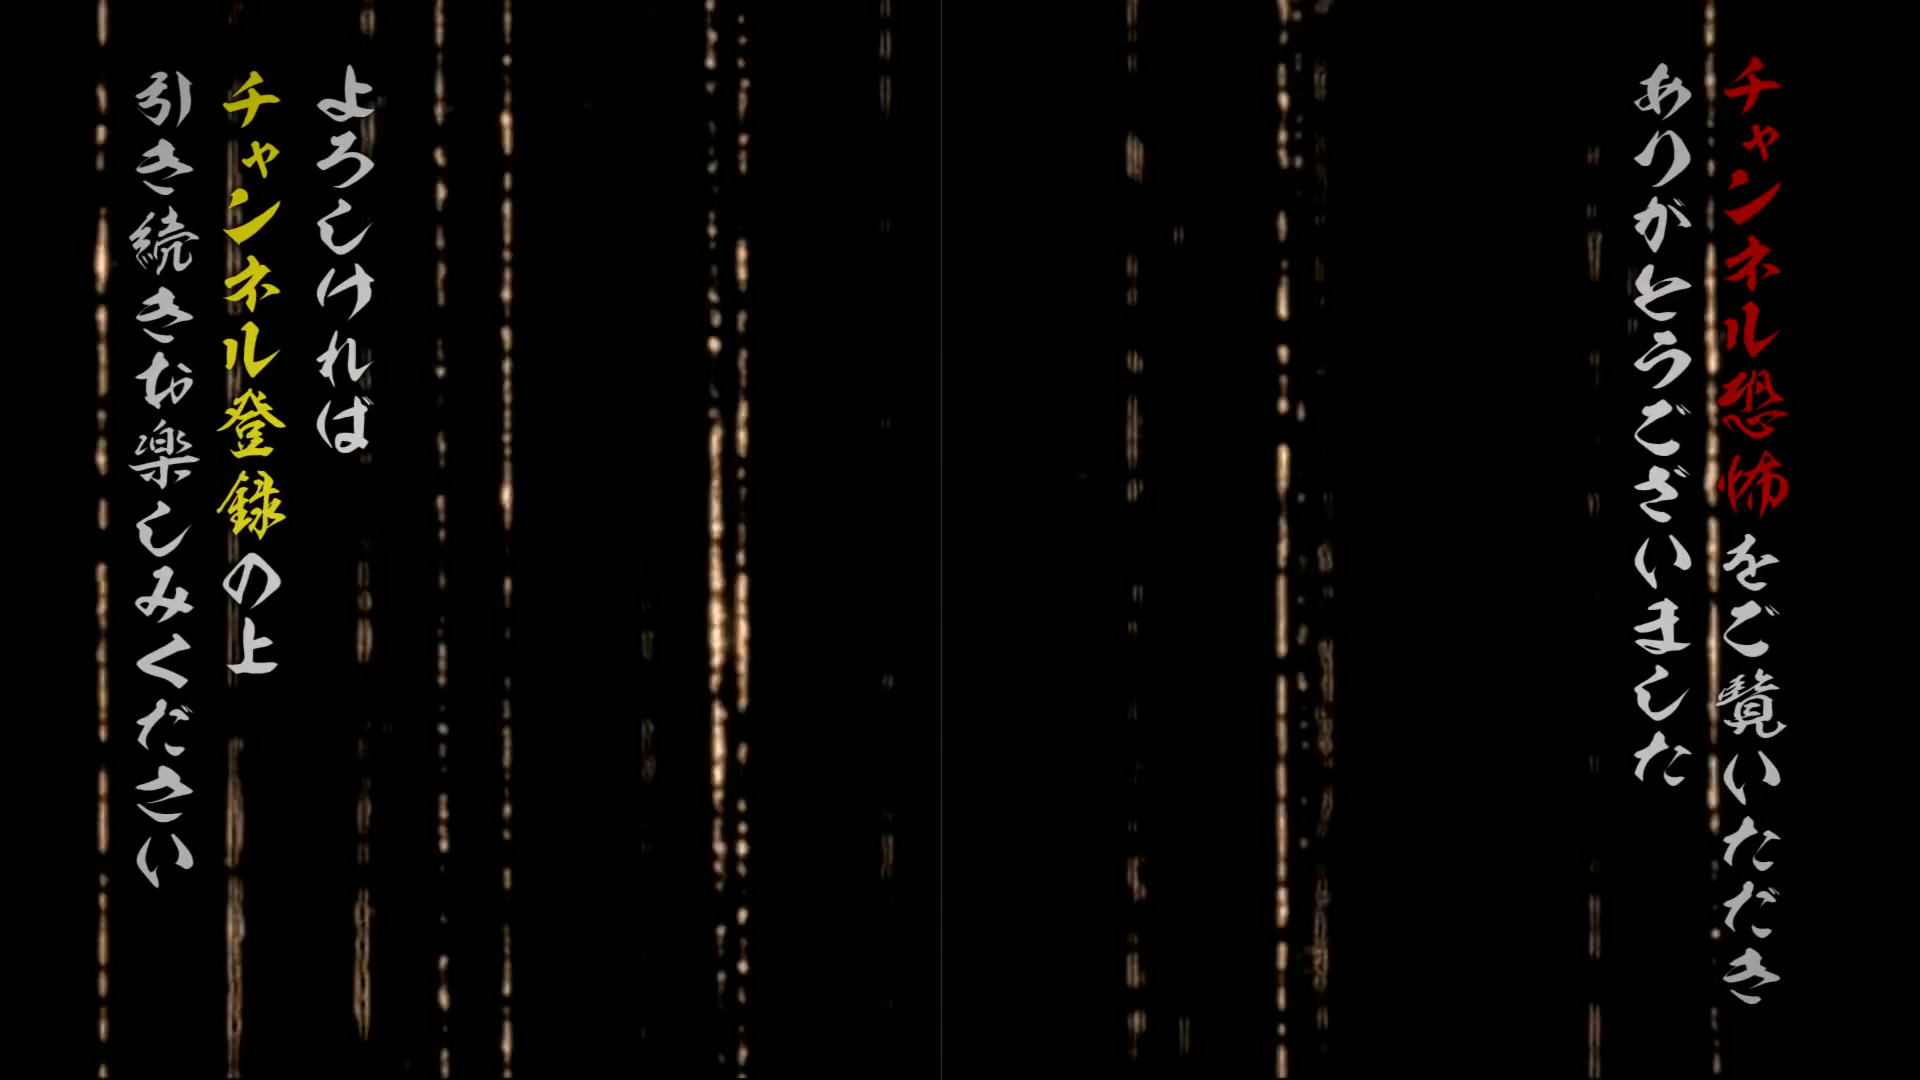 チャンネル恐怖をご覧いただき
ありがとうございました
よろしければ
チャンネル登録の上
引き続きお楽しみください